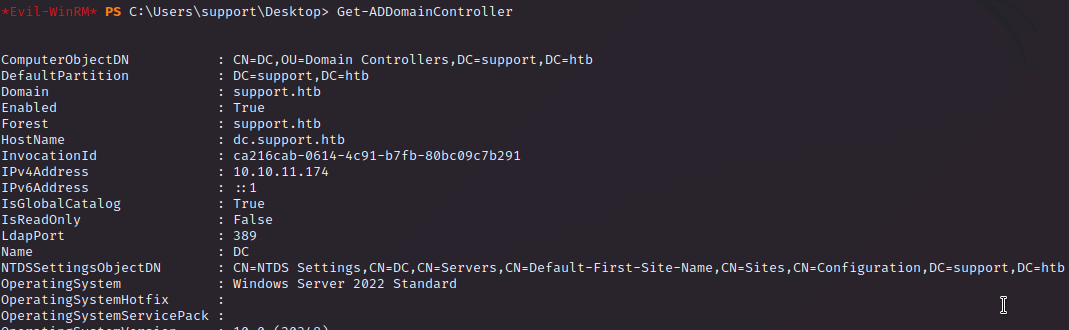 *Evil-WinRM* PS C:\Users\support\Desktop> Get-ADDomainController
ComputerObjectDN : CN=DC,OU=Domain Controllers,DC=support,DC=htb
DefaultPartition : DC=support,DC=htb
Domain : support.htb
Enabled : True
Forest : support.htb
HostName : dc.support.htb
InvocationId : ca216cab-0614-4c91-b7fb-80bc09c7b291
IPv4Address : 10.10.11.174
IPv6Address : ::1
IsGlobalCatalog : True
IsReadOnly : False
LdapPort : 389
Name : DC
NTDSSettingsObjectDN : CN=NTDS Settings,CN=DC,CN=Servers,CN=Default-First-Site-Name,CN=Sites,CN=Configuration,DC=support,DC=htb
OperatingSystem : Windows Server 2022 Standard
OperatingSystemHotfix :
OperatingSystemServicePack :
OperatingSystemVersion : 10.0 (20348)